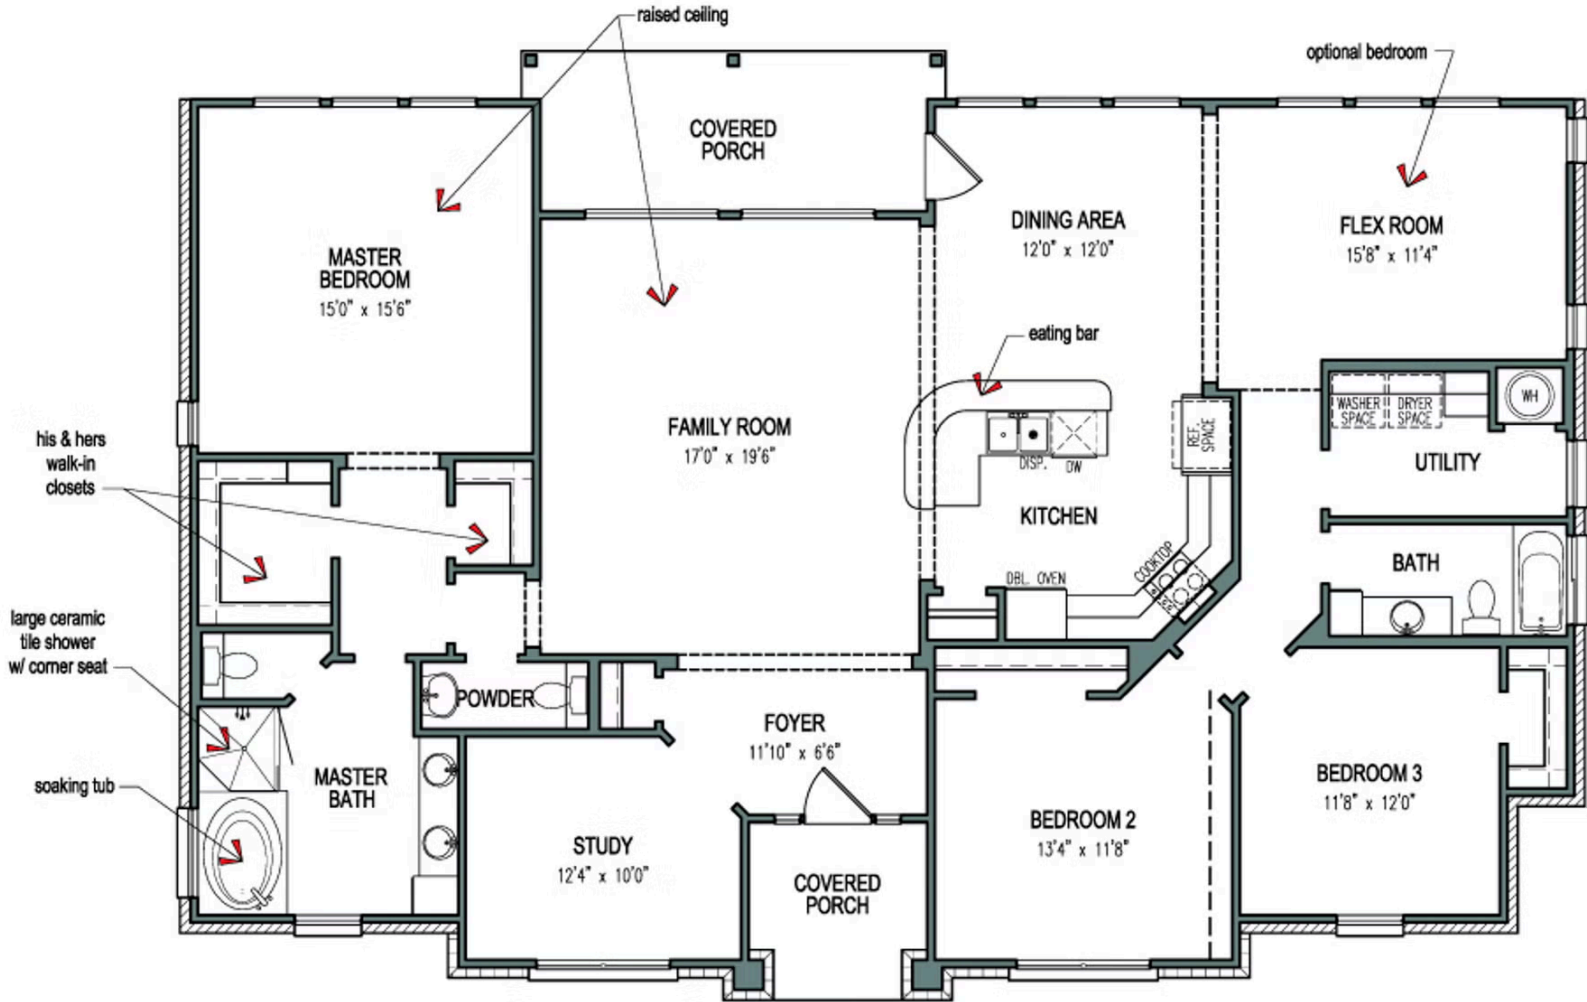 raised ceiling
optional bedroom
COVERED
PORCH
MASTER
BEDROOM
15'0" x 15'6"
DINING AREA
12'0" x 12'0"
FLEX ROOM
15'8" x 11'4"
eating bar
FAMILY ROOM
17'0" x 19'6"
his & hers
walk-in
closets
WASHER
SPACE
DRYER
SPACE
WH
REF.
SPACE
DISP.
DW
UTILITY
KITCHEN
COOKTOP
DBL. OVEN
BATH
large ceramic
tile shower
w/ corner seat
POWDER
FOYER
11'10" x 6'6"
soaking tub
MASTER
BATH
STUDY
12'4" x 10'0"
COVERED
PORCH
BEDROOM 2
13'4" x 11'8"
BEDROOM 3
11'8" x 12'0"